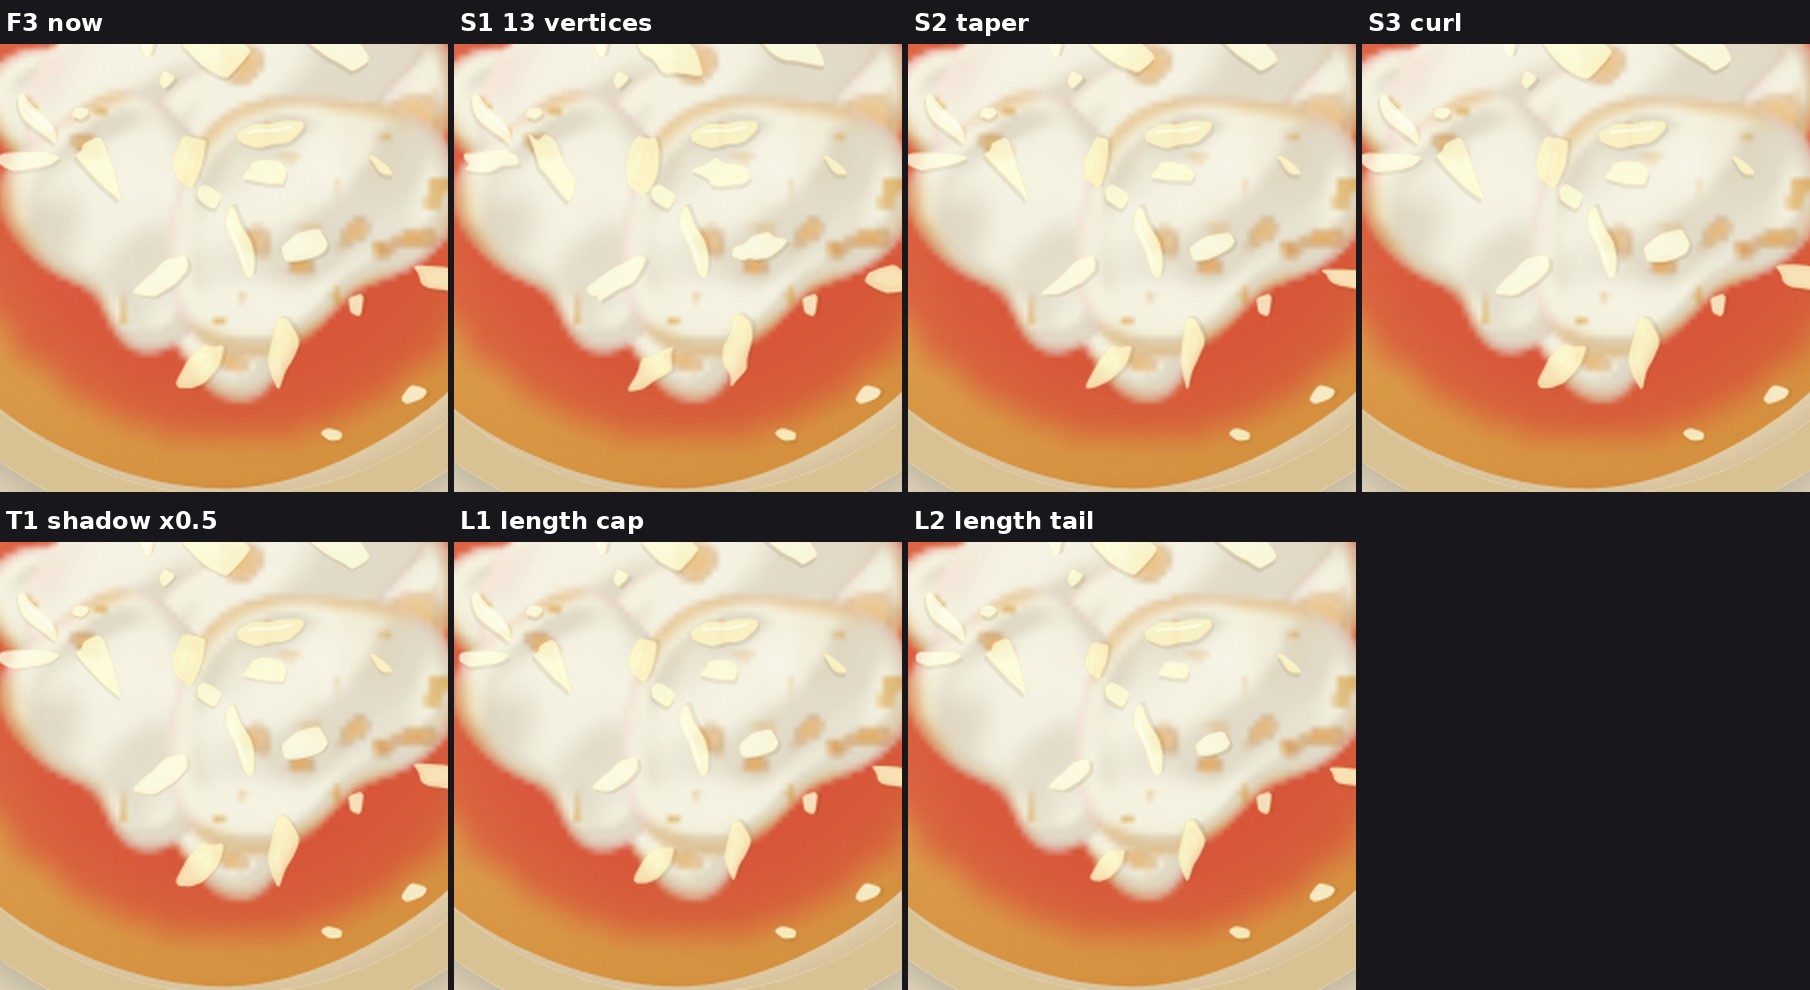 F3 now
S1 13 vertices
S2 taper
S3 curl
T1 shadow x0.5
L1 length cap
L2 length tail